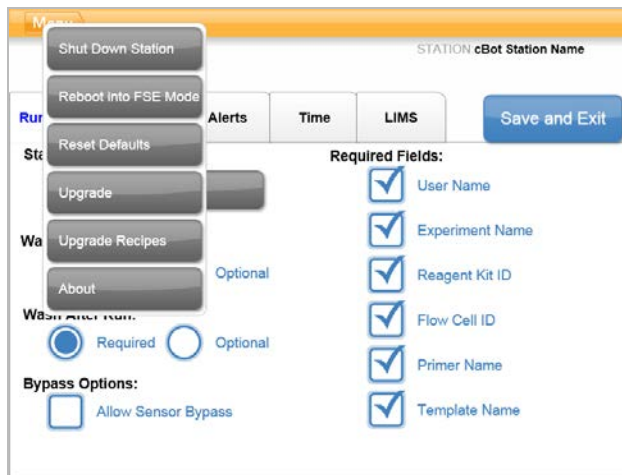 Menu
STATION cBot Station Name
Shut Down Station
Reboot into FSE Mode
Reset Defaults
Upgrade
Upgrade Recipes
About
Alerts
Time
LIMS
Save and Exit
Required Fields:
User Name
Experiment Name
Reagent Kit ID
Flow Cell ID
Primer Name
Template Name
Optional
Wash After Run:
Required
Optional
Bypass Options:
Allow Sensor Bypass